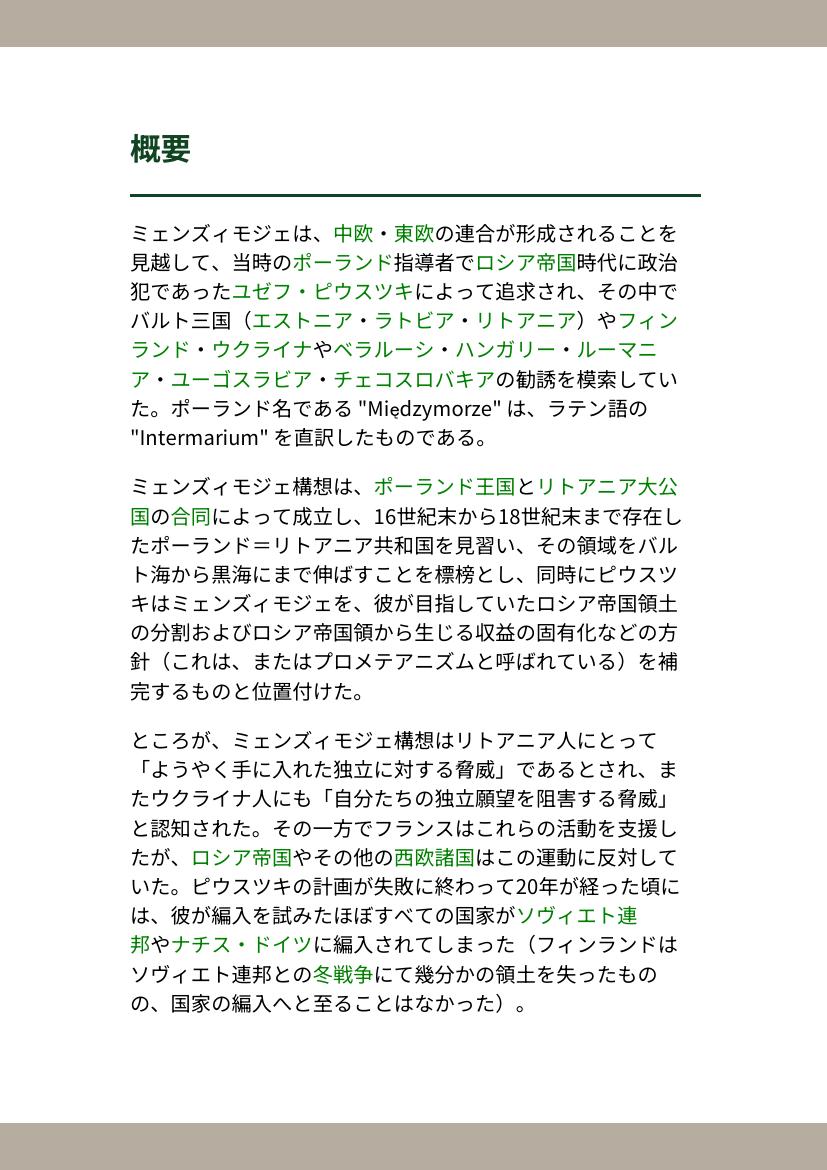 概要
ミェンズィモジェは、中欧・東欧の連合が形成されることを
見越して、当時のポーランド指導者でロシア帝国時代に政治
犯であったユゼフ・ピウスツキによって追求され、その中で
バルト三国（エストニア・ラトビア・リトアニア）やフィン
ランド・ウクライナやベラルーシ・ハンガリー・ルーマニ
ア・ユーゴスラビア・チェコスロバキアの勧誘を模索してい
た。ポーランド名である "Międzymorze" は、ラテン語の
"Intermarium" を直訳したものである。
ミェンズィモジェ構想は、ポーランド王国とリトアニア大公
国の合同によって成立し、16世紀末から18世紀末まで存在し
たポーランド＝リトアニア共和国を見習い、その領域をバル
ト海から黒海にまで伸ばすことを標榜とし、同時にピウスツ
キはミェンズィモジェを、彼が目指していたロシア帝国領土
の分割およびロシア帝国領から生じる収益の固有化などの方
針（これは、またはプロメテアニズムと呼ばれている）を補
完するものと位置付けた。
ところが、ミェンズィモジェ構想はリトアニア人にとって
「ようやく手に入れた独立に対する脅威」であるとされ、ま
たウクライナ人にも「自分たちの独立願望を阻害する脅威」
と認知された。その一方でフランスはこれらの活動を支援し
たが、ロシア帝国やその他の西欧諸国はこの運動に反対して
いた。ピウスツキの計画が失敗に終わって20年が経った頃に
は、彼が編入を試みたほぼすべての国家がソヴィエト連
邦やナチス・ドイツに編入されてしまった（フィンランドは
ソヴィエト連邦との冬戦争にて幾分かの領土を失ったもの
の、国家の編入へと至ることはなかった）。